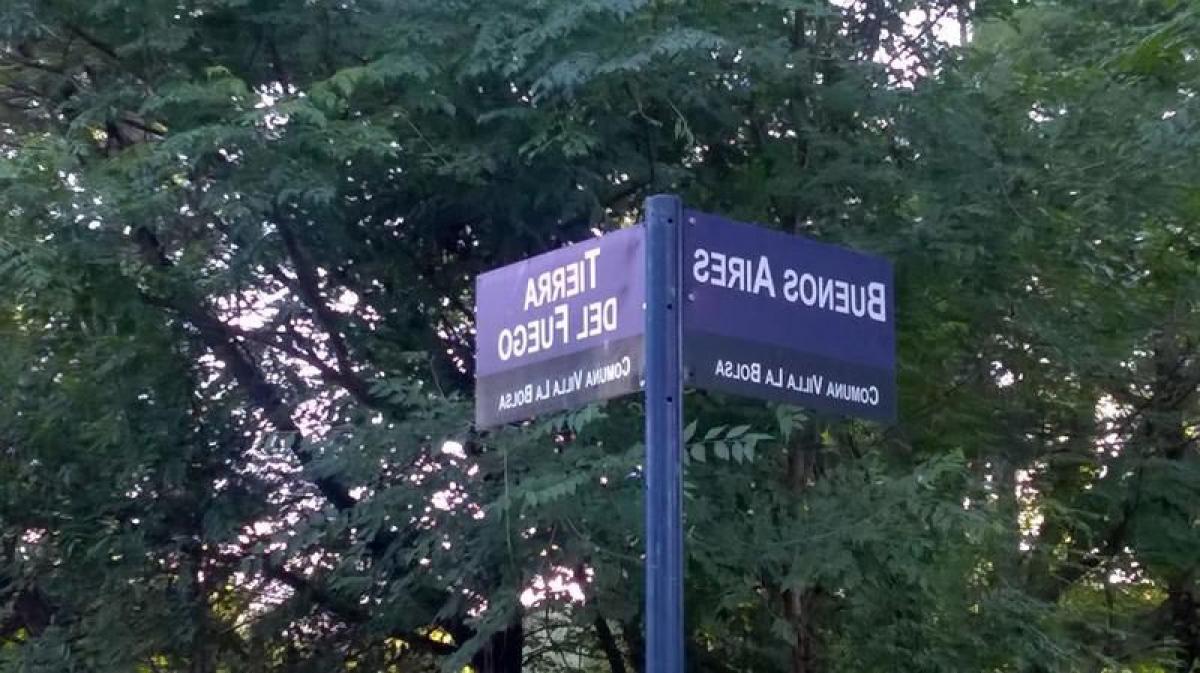 TIERRA
DEL FUEGO
COMUNA VILLA LA BOLSA
BUENOS AIRES
COMUNA VILLA LA BOLSA